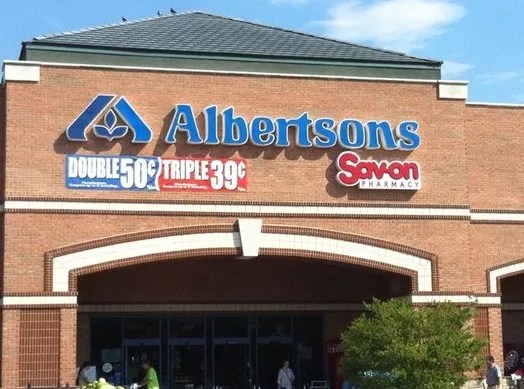 Albertsons
DOUBLE 50¢ TRIPLE 39¢
Sav-on
PHARMACY